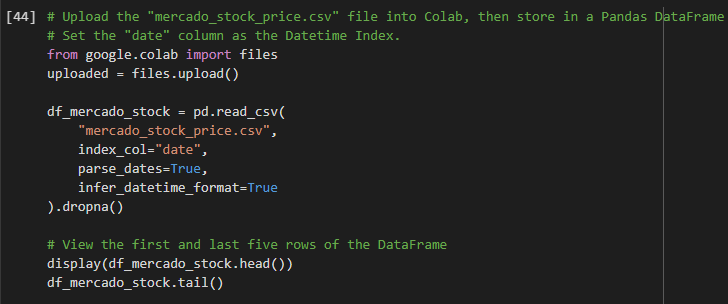 [44] # Upload the "mercado_stock_price.csv" file into Colab, then store in a Pandas DataFrame
# Set the "date" column as the Datetime Index.
from google.colab import files
uploaded = files.upload()
df_mercado_stock = pd.read_csv(
    "mercado_stock_price.csv",
    index_col="date",
    parse_dates=True,
    infer_datetime_format=True
).dropna()
# View the first and last five rows of the DataFrame
display(df_mercado_stock.head())
df_mercado_stock.tail()